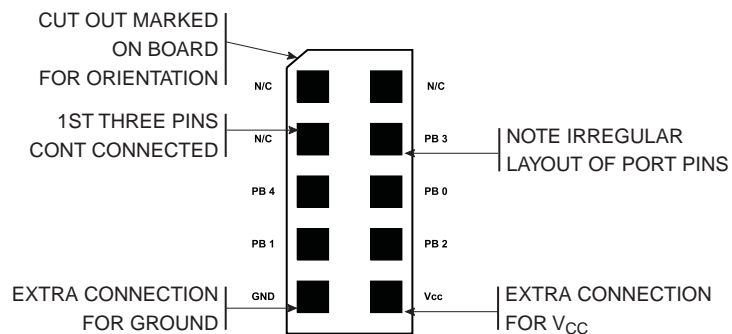 CUT OUT MARKED
ON BOARD
FOR ORIENTATION
N/C
N/C
1ST THREE PINS
CONT CONNECTED
N/C
PB 3
NOTE IRREGULAR
LAYOUT OF PORT PINS
PB 4
PB 0
PB 1
PB 2
EXTRA CONNECTION
FOR GROUND
GND
Vcc
EXTRA CONNECTION
FOR VCC